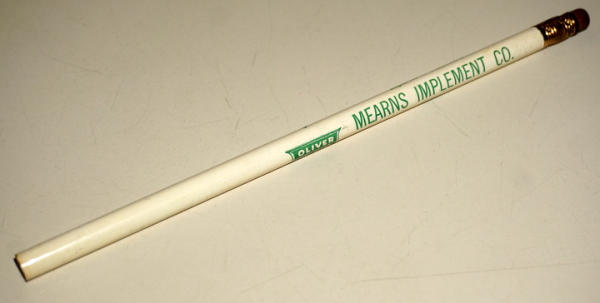 OLIVER MEARNS IMPLEMENT CO.